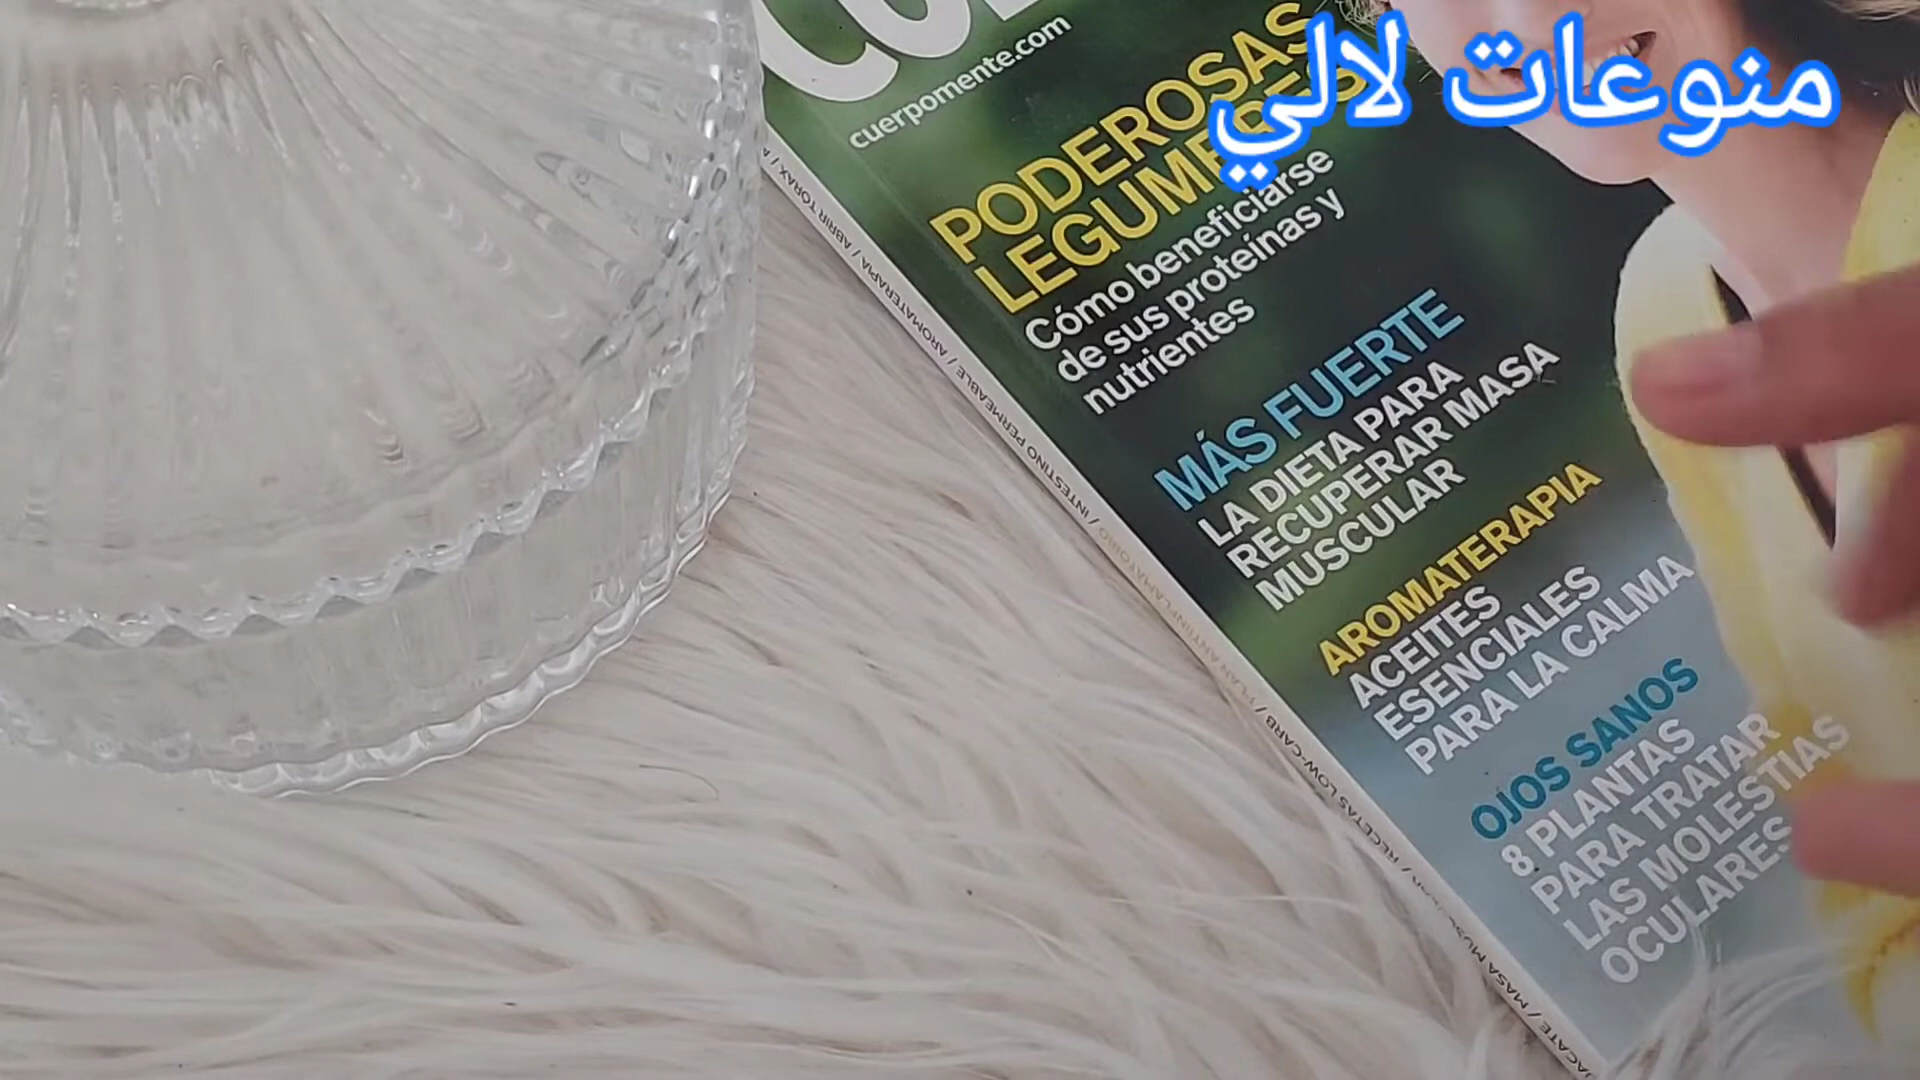 منوعات لالي
cuerpomente.com
PODEROSAS
LEGUMBRES
Cómo beneficiarse
de sus proteínas y
nutrientes
MÁS FUERTE
LA DIETA PARA
RECUPERAR MASA
MUSCULAR
AROMATERAPIA
ACEITES
ESENCIALES
PARA LA CALMA
OJOS SANOS
8 PLANTAS
PARA TRATAR
LAS MOLESTIAS
OCULARES
/ ABRIR TÓRAX / AROMATERAPIA / INTESTINO PERMEABLE / PLAN ANTIINFLAMATORIO / RECETAS LOW-CARB / MASA